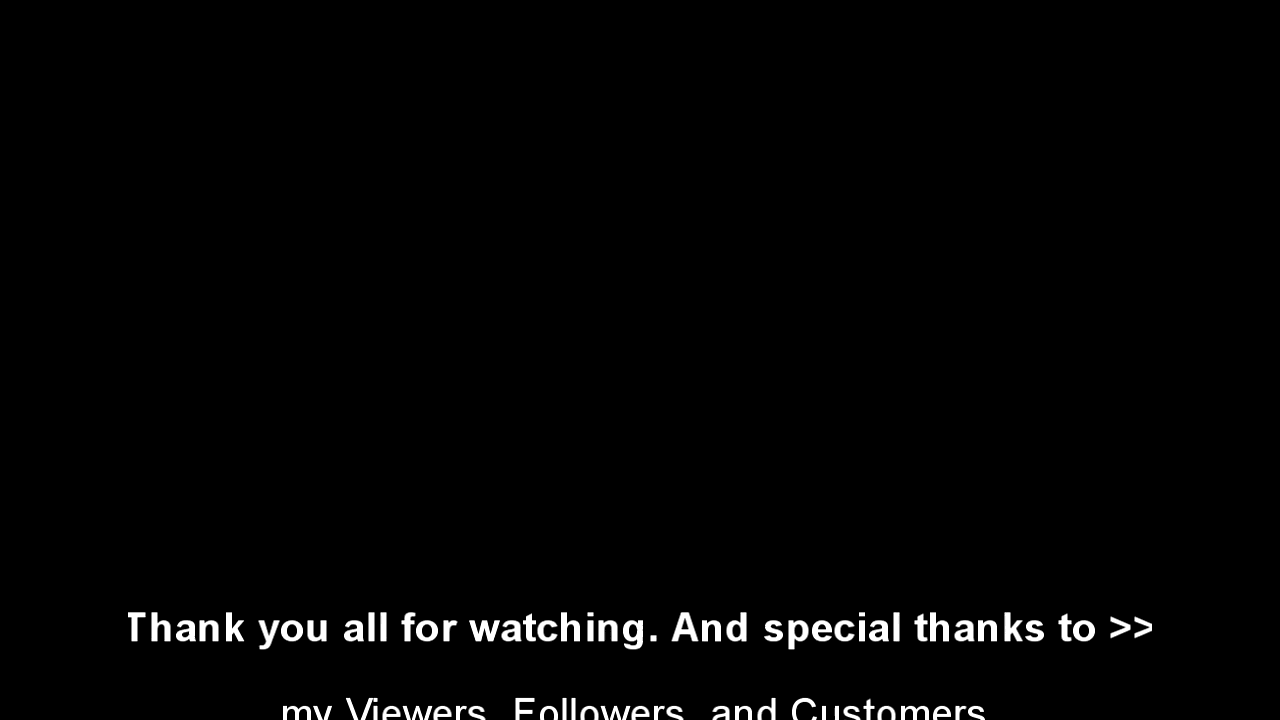 Thank you all for watching. And special thanks to >>
my Viewers, Followers, and Customers